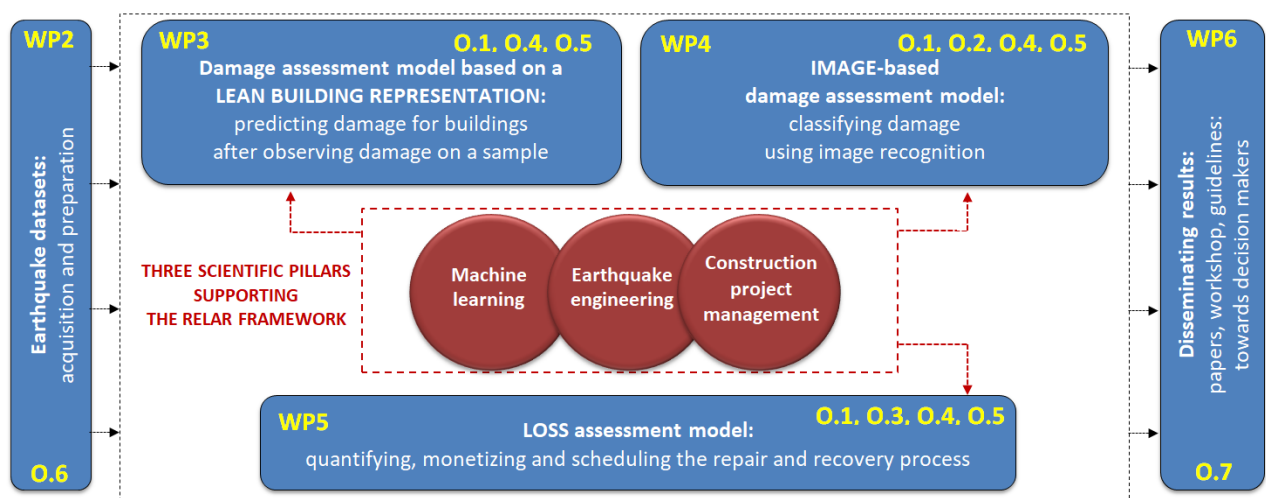 WP2
Earthquake datasets:
acquisition and preparation
O.6
WP3
O.1, O.4, O.5
Damage assessment model based on a
LEAN BUILDING REPRESENTATION:
predicting damage for buildings
after observing damage on a sample
WP4
O.1, O.2, O.4, O.5
IMAGE-based
damage assessment model:
classifying damage
using image recognition
THREE SCIENTIFIC PILLARS
SUPPORTING
THE RELAR FRAMEWORK
Machine
learning
Earthquake
engineering
Construction
project
management
WP5
O.1, O.3, O.4, O.5
LOSS assessment model:
quantifying, monetizing and scheduling the repair and recovery process
WP6
Disseminating results:
papers, workshop, guidelines:
towards decision makers
O.7